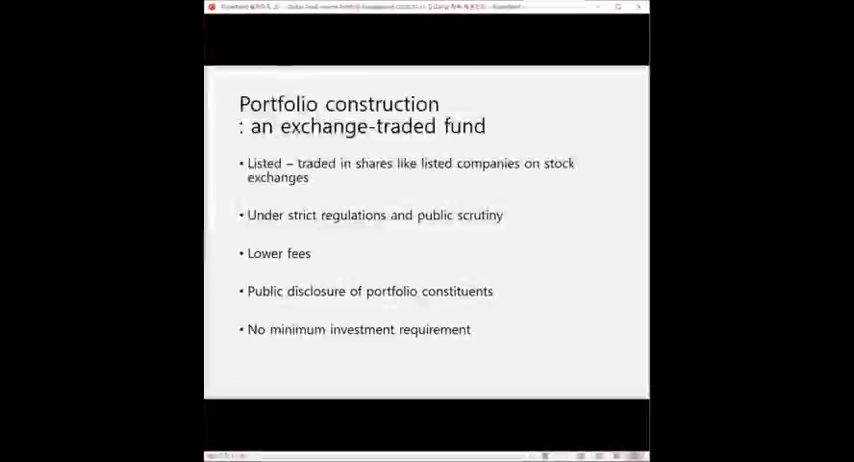 Portfolio construction
: an exchange-traded fund
• Listed – traded in shares like listed companies on stock
exchanges
• Under strict regulations and public scrutiny
• Lower fees
• Public disclosure of portfolio constituents
• No minimum investment requirement